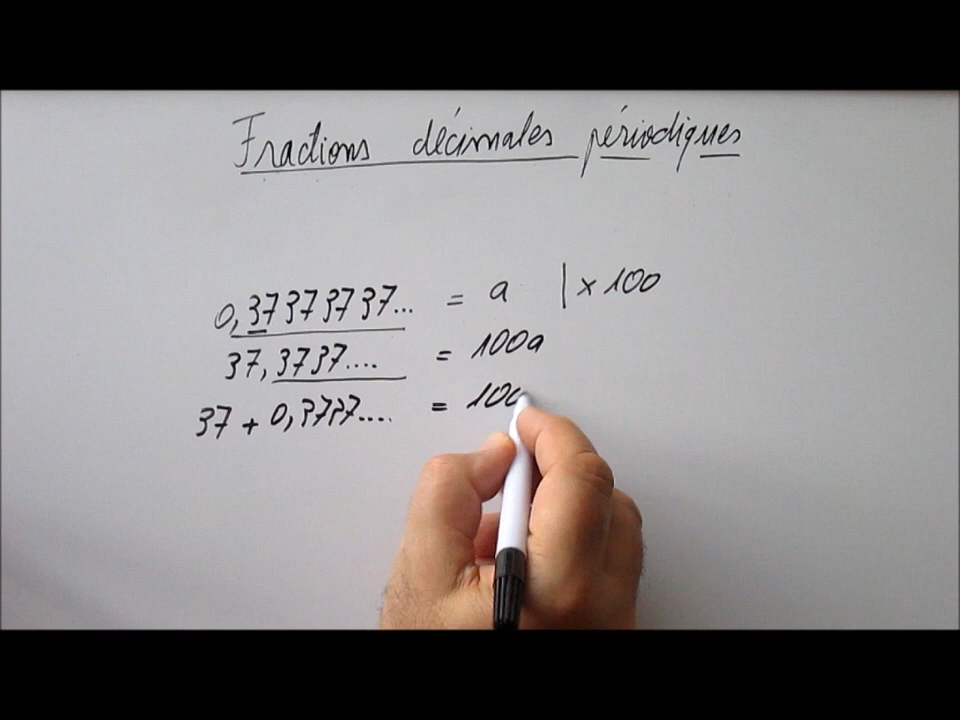 Fractions décimales périodiques
0,37373737... = a | × 100
37,3737.... = 100a
37 + 0,3737.... = 100